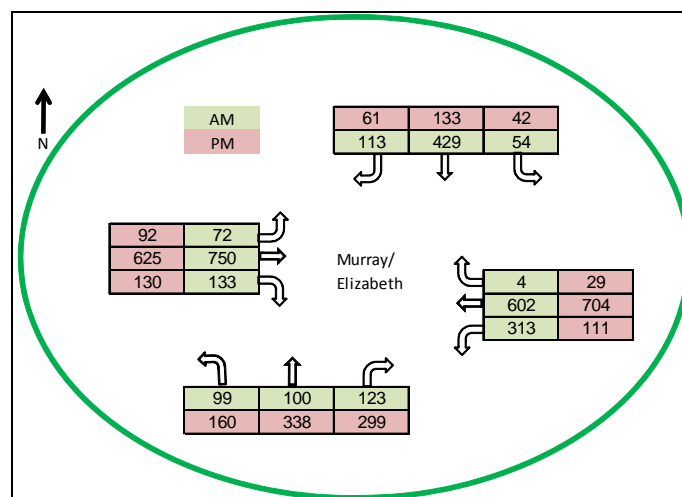 61 133 42
AM 113 429 54
PM
N
92 72
625 750
130 133
Murray/
Elizabeth
4 29
602 704
313 111
99 100 123
160 338 299